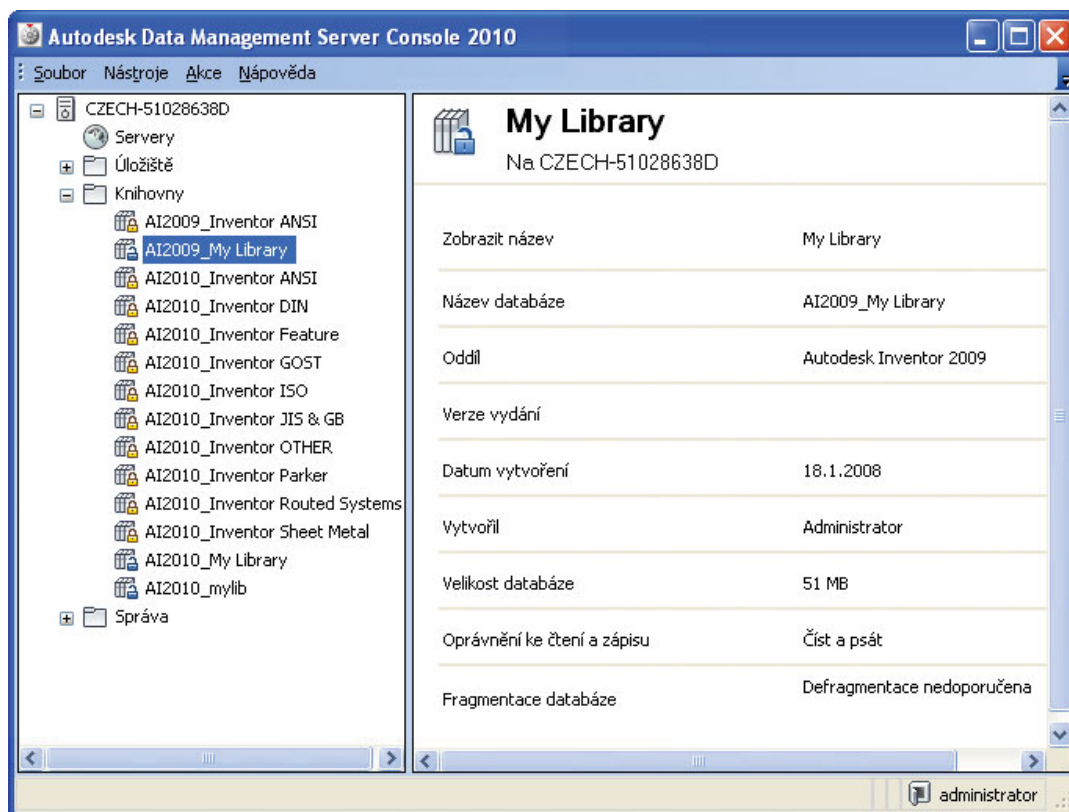 Autodesk Data Management Server Console 2010
Soubor Nástroje Akce Nápověda
CZECH-51028638D
Servery
Úložiště
Knihovny
AI2009_Inventor ANSI
AI2009_My Library
AI2010_Inventor ANSI
AI2010_Inventor DIN
AI2010_Inventor Feature
AI2010_Inventor GOST
AI2010_Inventor ISO
AI2010_Inventor JIS & GB
AI2010_Inventor OTHER
AI2010_Inventor Parker
AI2010_Inventor Routed Systems
AI2010_Inventor Sheet Metal
AI2010_My Library
AI2010_mylib
Správa
My Library
Na CZECH-51028638D
Zobrazit název My Library
Název databáze AI2009_My Library
Oddíl Autodesk Inventor 2009
Verze vydání
Datum vytvoření 18.1.2008
Vytvořil Administrator
Velikost databáze 51 MB
Oprávnění ke čtení a zápisu Číst a psát
Fragmentace databáze Defragmentace nedoporučena
administrator